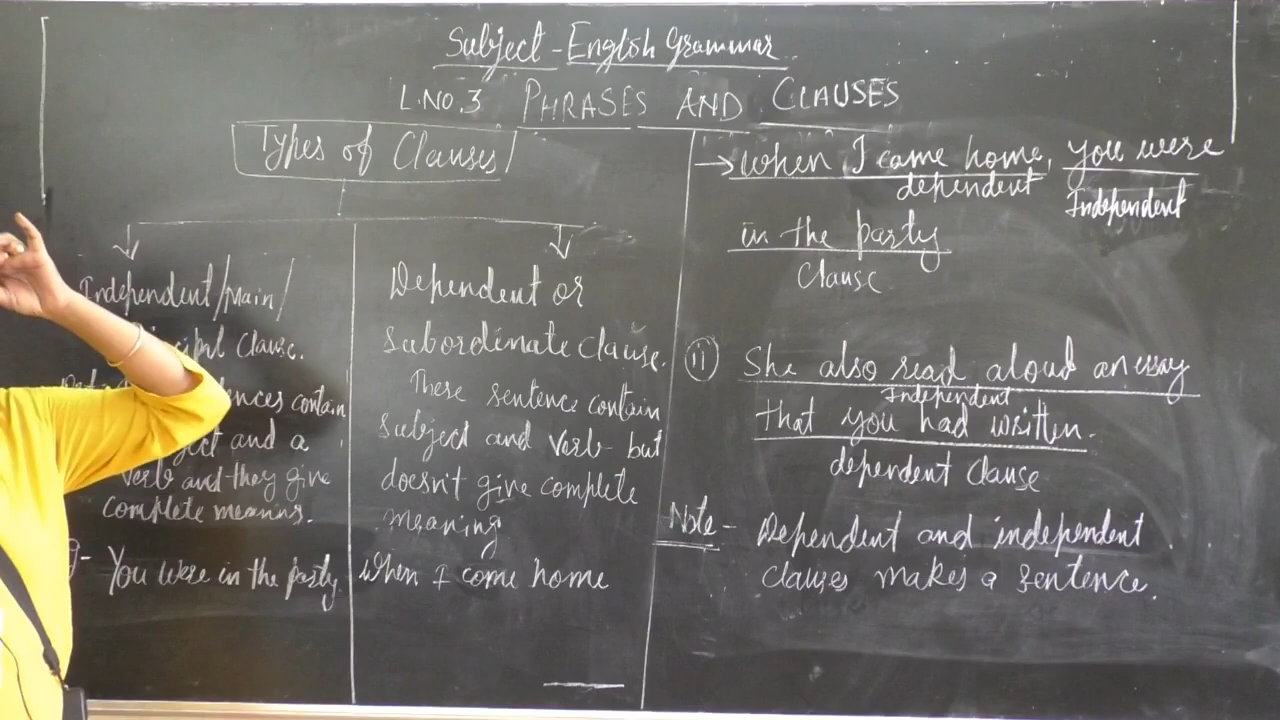 Subject - English Grammar
L.NO.3 PHRASES AND CLAUSES
Types of Clauses
Independent/Main/
Clause.
contain
and a
verb and they give
complete meaning.
You were in the party.
Dependent or
Subordinate Clause.
These sentence contain
Subject and Verb but
doesn't give complete
meaning
When I come home
→ When I came home, you were
dependent Independent
in the party
Clause
(ii) She also read aloud an essay
Independent
that you had written.
dependent Clause
Note - Dependent and independent
clauses makes a sentence.